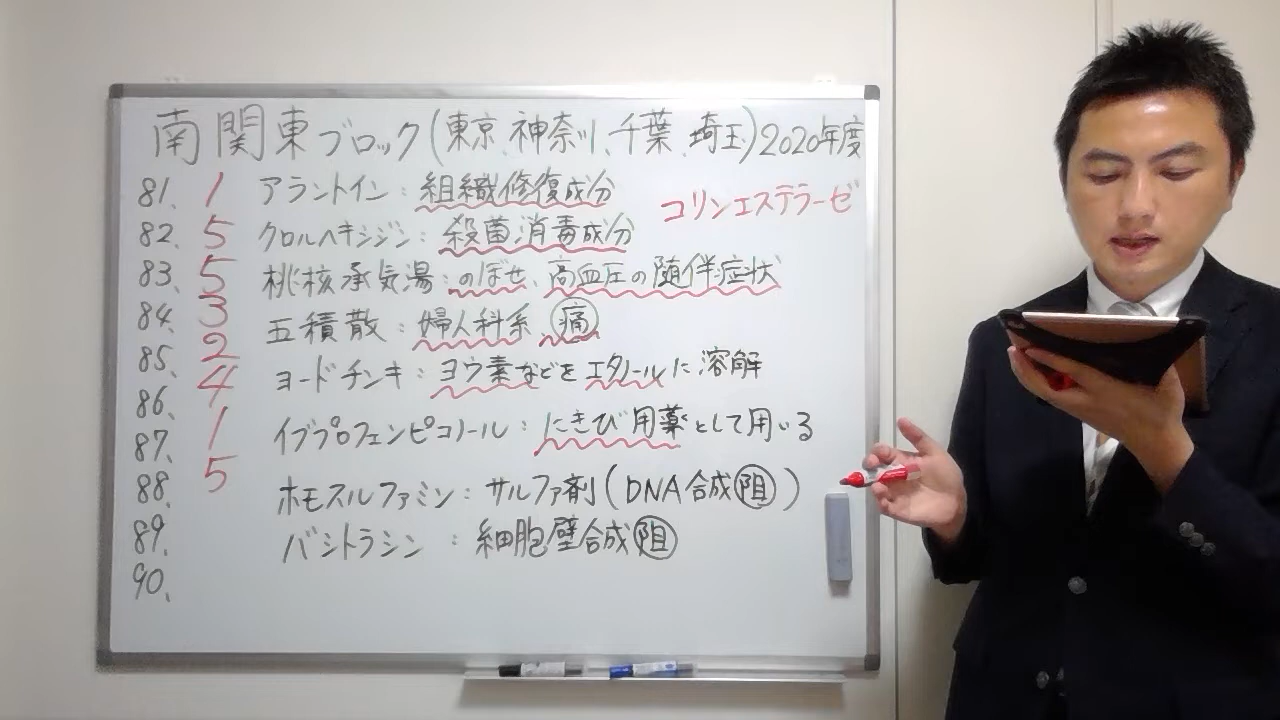 南関東ブロック(東京、神奈川、千葉、埼玉)2020年度
81. 1 アラントイン：組織修復成分
コリンエステラーゼ
82. 5 クロルヘキシジン：殺菌消毒成分
83. 5 桃核承気湯：のぼせ、高血圧の随伴症状
84. 3 五積散：婦人科系、痛
85. 2 ヨードチンキ：ヨウ素などをエタノールに溶解
86. 4
87. 1 イブプロフェンピコノール：にきび用薬として用いる
88. 5 ホモスルファミン：サルファ剤(DNA合成阻)
89. バシトラシン：細胞壁合成阻
90.